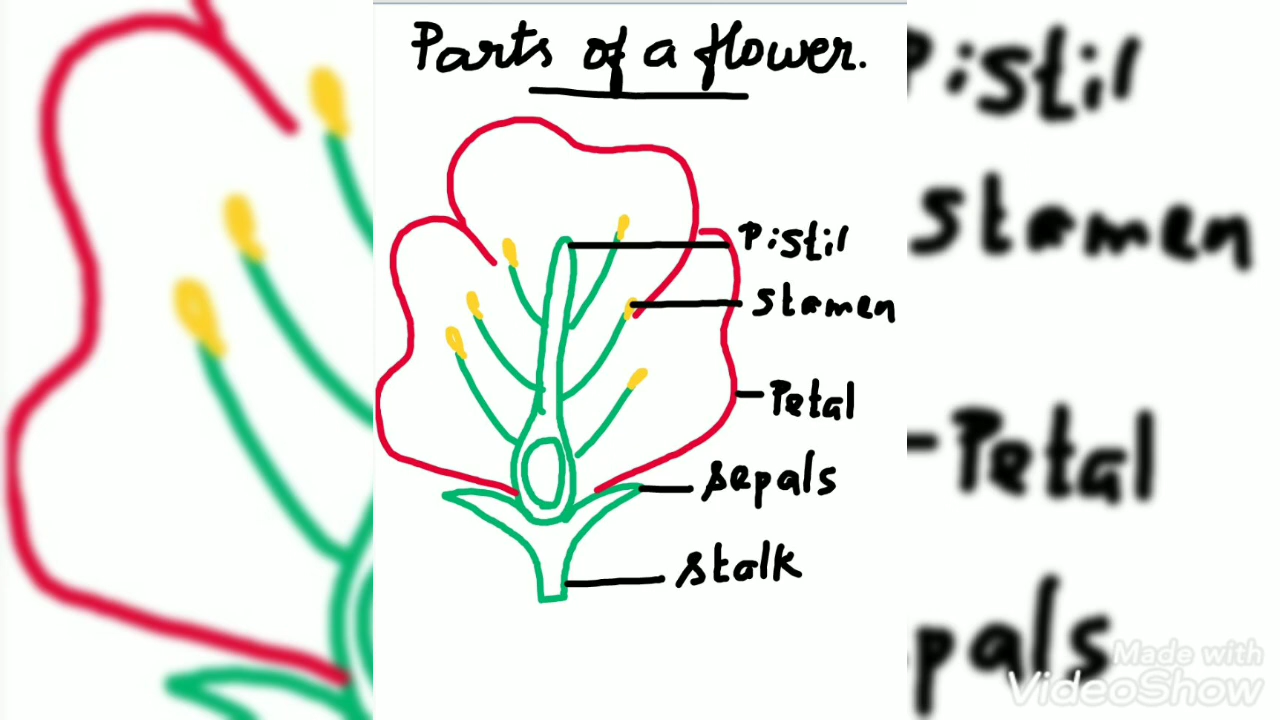 Parts of a flower.
Pistil
Stamen
Petal
sepals
stalk
Pistil
Stamen
Petal
pals
Made with
VideoShow